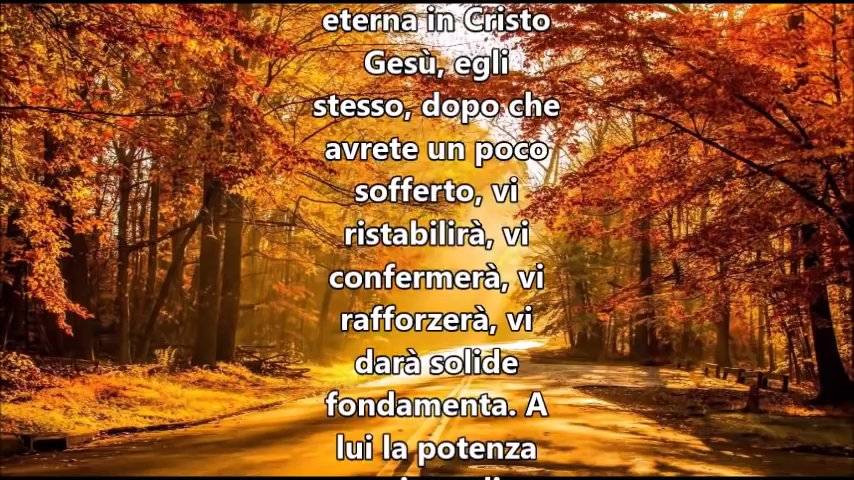 eterna in Cristo
Gesù, egli
stesso, dopo che
avrete un poco
sofferto, vi
ristabilirà, vi
confermerà, vi
rafforzerà, vi
darà solide
fondamenta. A
lui la potenza